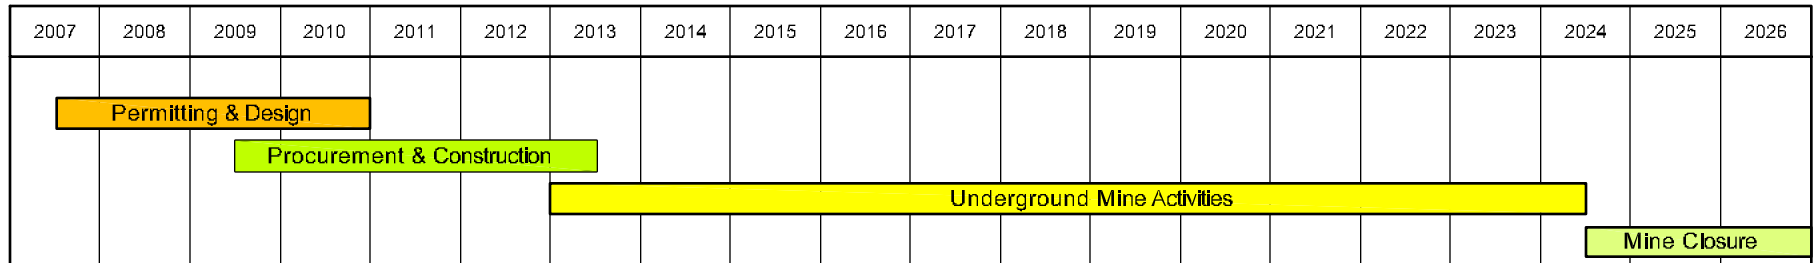 2007 2008 2009 2010 2011 2012 2013 2014 2015 2016 2017 2018 2019 2020 2021 2022 2023 2024 2025 2026
Permitting & Design
Procurement & Construction
Underground Mine Activities
Mine Closure